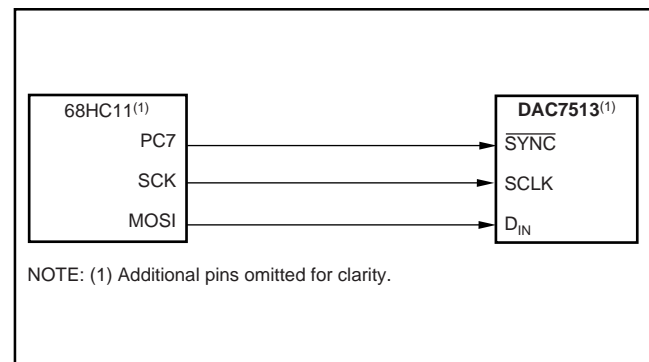 68HC11(1)
PC7
SCK
MOSI
DAC7513(1)
SYNC
SCLK
DIN
NOTE: (1) Additional pins omitted for clarity.